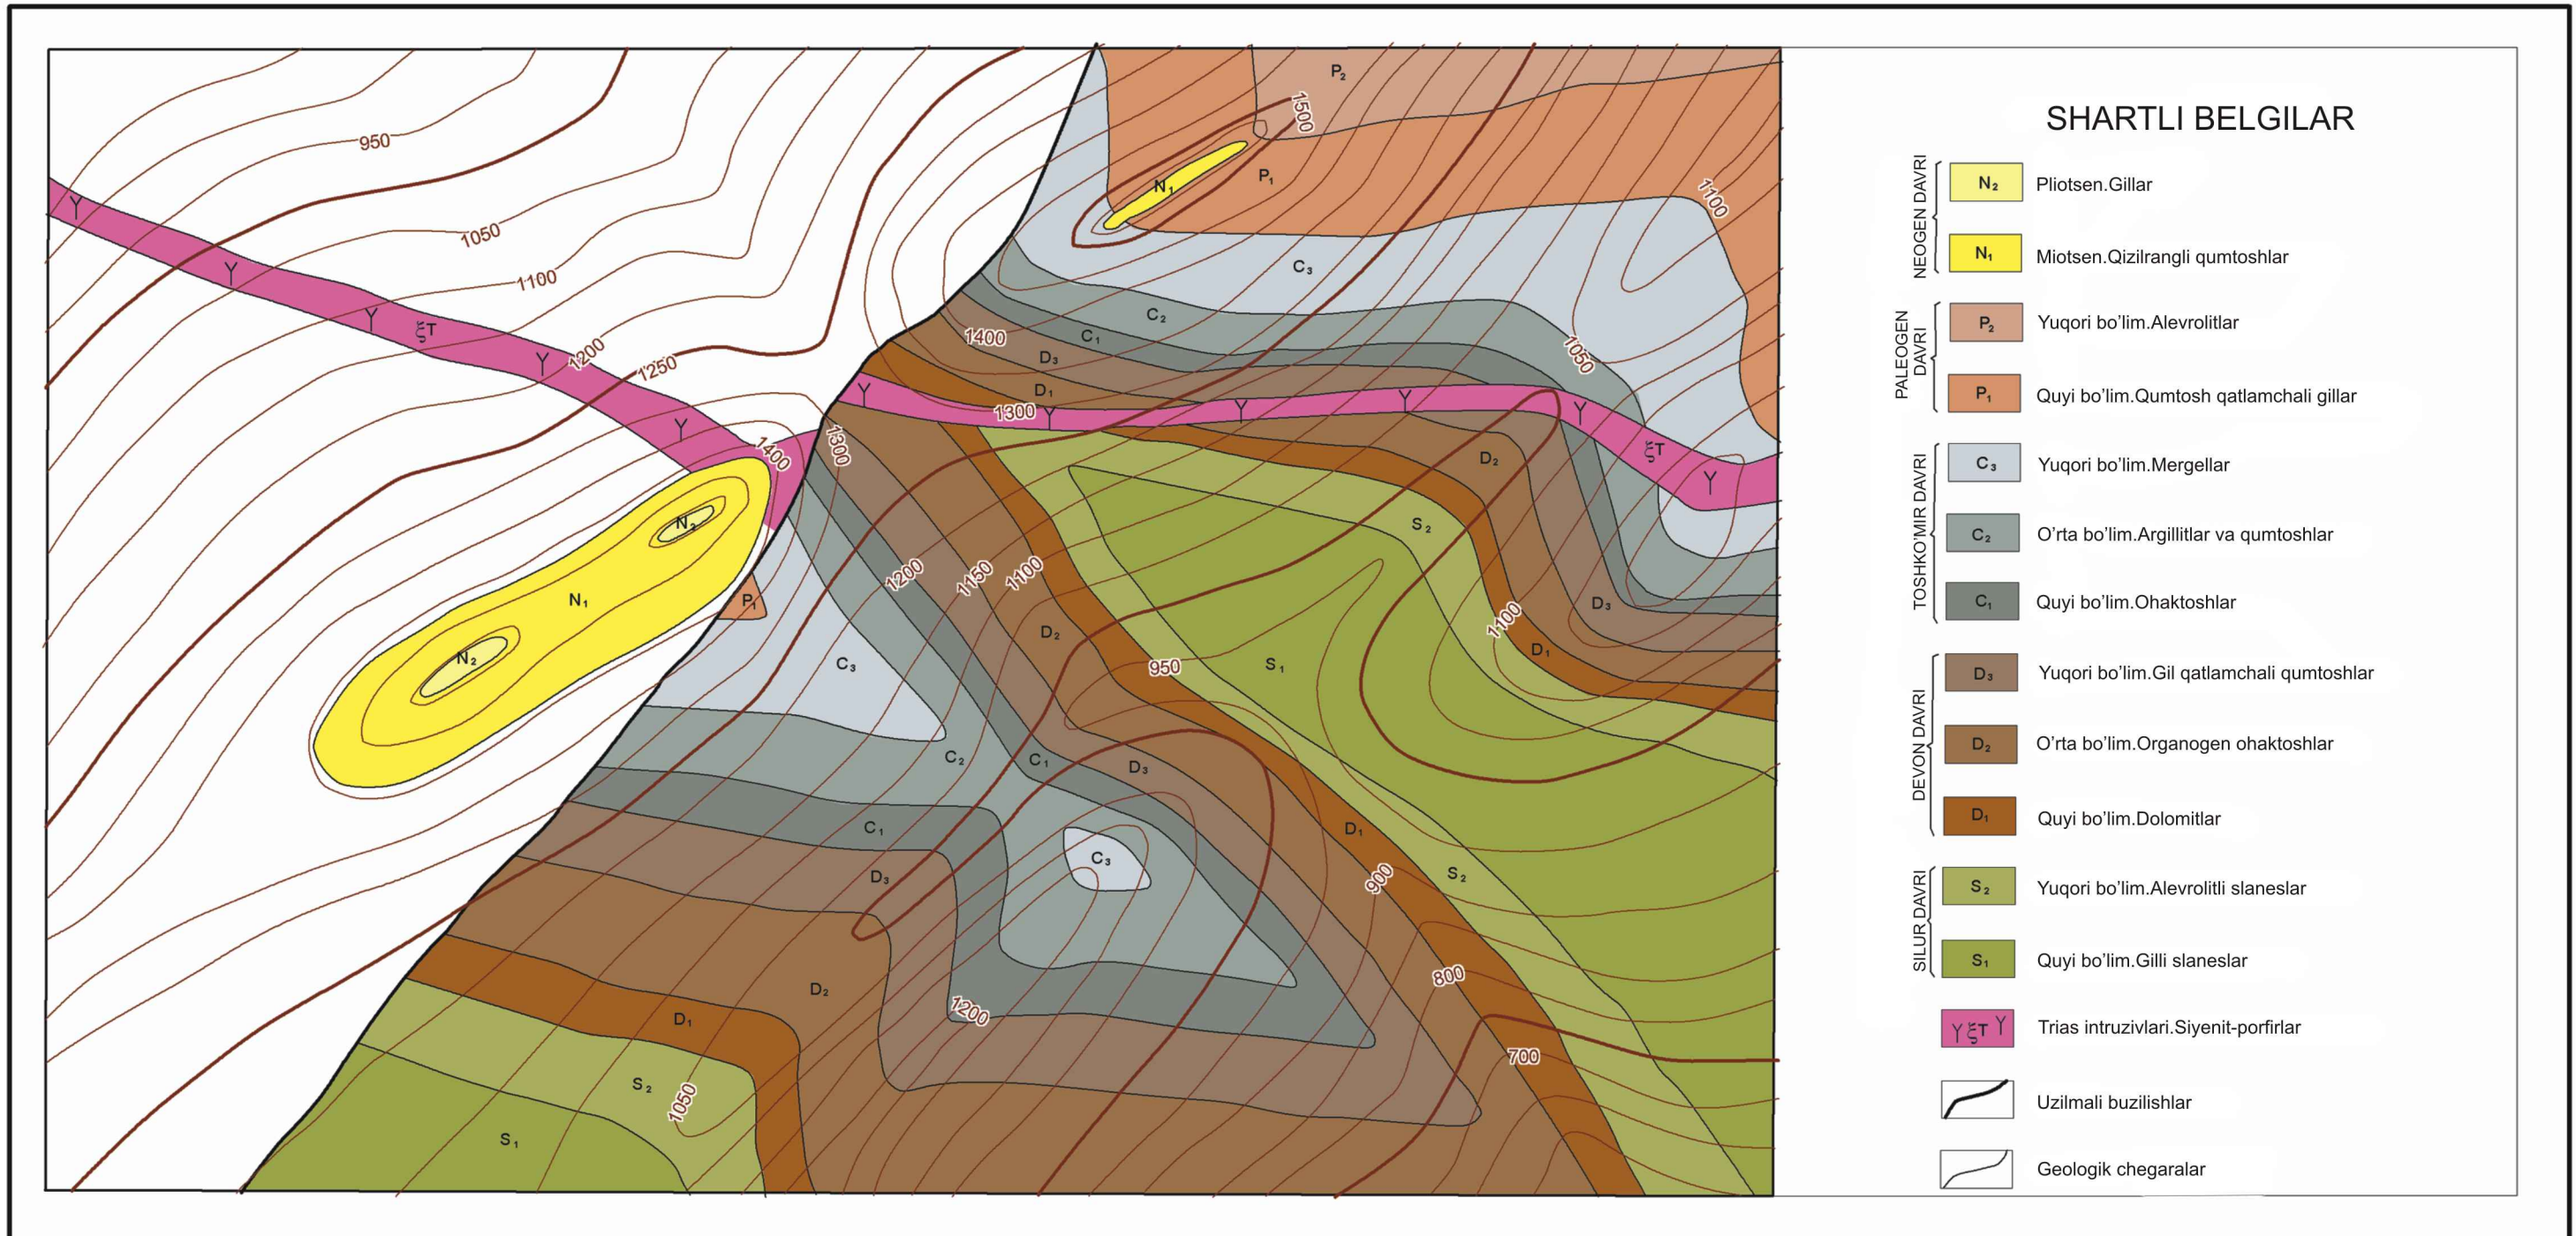 SHARTLI BELGILAR
NEOGEN DAVRI
N₂ Pliotsen.Gillar
N₁ Miotsen.Qizilrangli qumtoshlar
PALEOGEN DAVRI
P₂ Yuqori bo'lim.Alevrolitlar
P₁ Quyi bo'lim.Qumtosh qatlamchali gillar
TOSHKO'MIR DAVRI
C₃ Yuqori bo'lim.Mergellar
C₂ O'rta bo'lim.Argillitlar va qumtoshlar
C₁ Quyi bo'lim.Ohaktoshlar
DEVON DAVRI
D₃ Yuqori bo'lim.Gil qatlamchali qumtoshlar
D₂ O'rta bo'lim.Organogen ohaktoshlar
D₁ Quyi bo'lim.Dolomitlar
SILUR DAVRI
S₂ Yuqori bo'lim.Alevrolitli slaneslar
S₁ Quyi bo'lim.Gilli slaneslar
Y ξT Y Trias intruzivlari.Siyenit-porfirlar
Uzilmali buzilishlar
Geologik chegaralar
P₂
1500
950
N₁
P₁
1100
Y
1050
Y
C₃
1100
Y
ξT
C₂
1400
C₁
1200
Y
1250
D₃
1050
D₁
Y
1300
Y
Y
Y
Y
Y
1400
1300
D₂
ξT
Y
N₂
S₂
N₁
P₁
1200
1150
1100
D₃
1100
D₂
N₂
C₃
950
S₁
D₁
C₂
C₁
D₃
C₁
D₁
C₃
D₃
900
S₂
D₂
800
1200
D₁
700
S₂
1050
S₁